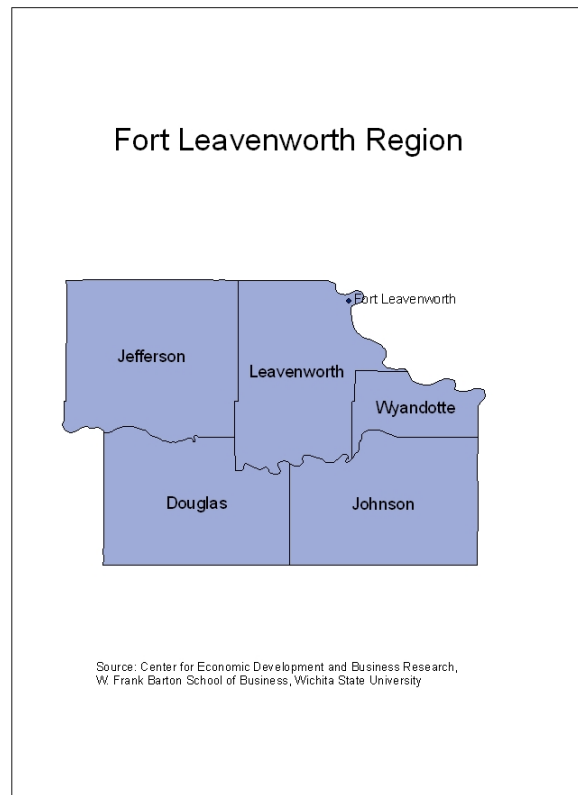 Fort Leavenworth Region
Fort Leavenworth
Jefferson
Leavenworth
Wyandotte
Douglas
Johnson
Source: Center for Economic Development and Business Research,
W. Frank Barton School of Business, Wichita State University